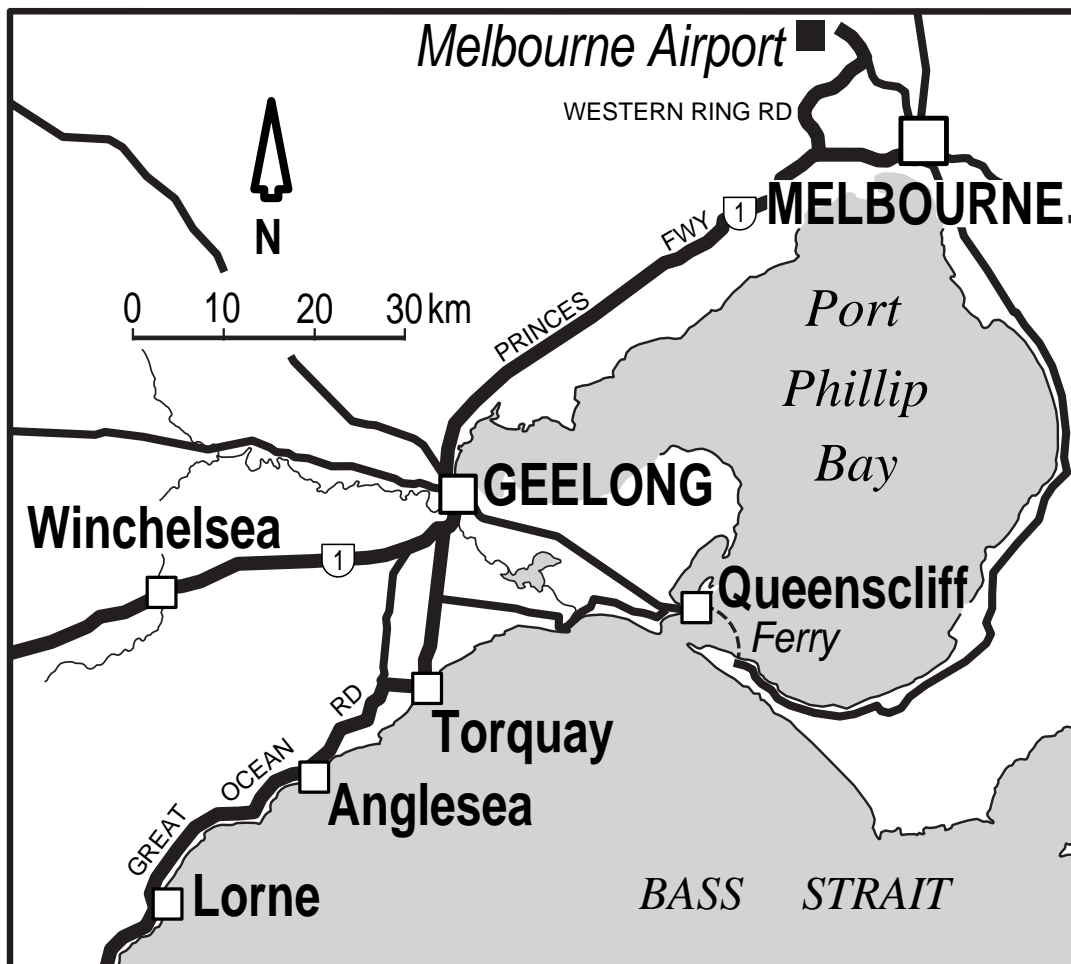 Melbourne Airport
WESTERN RING RD
N
MELBOURNE
1
FWY
PRINCES
0 10 20 30 km
Port
Phillip
Bay
GEELONG
Winchelsea
1
Queenscliff
Ferry
Torquay
RD
OCEAN
GREAT
Anglesea
Lorne
BASS STRAIT